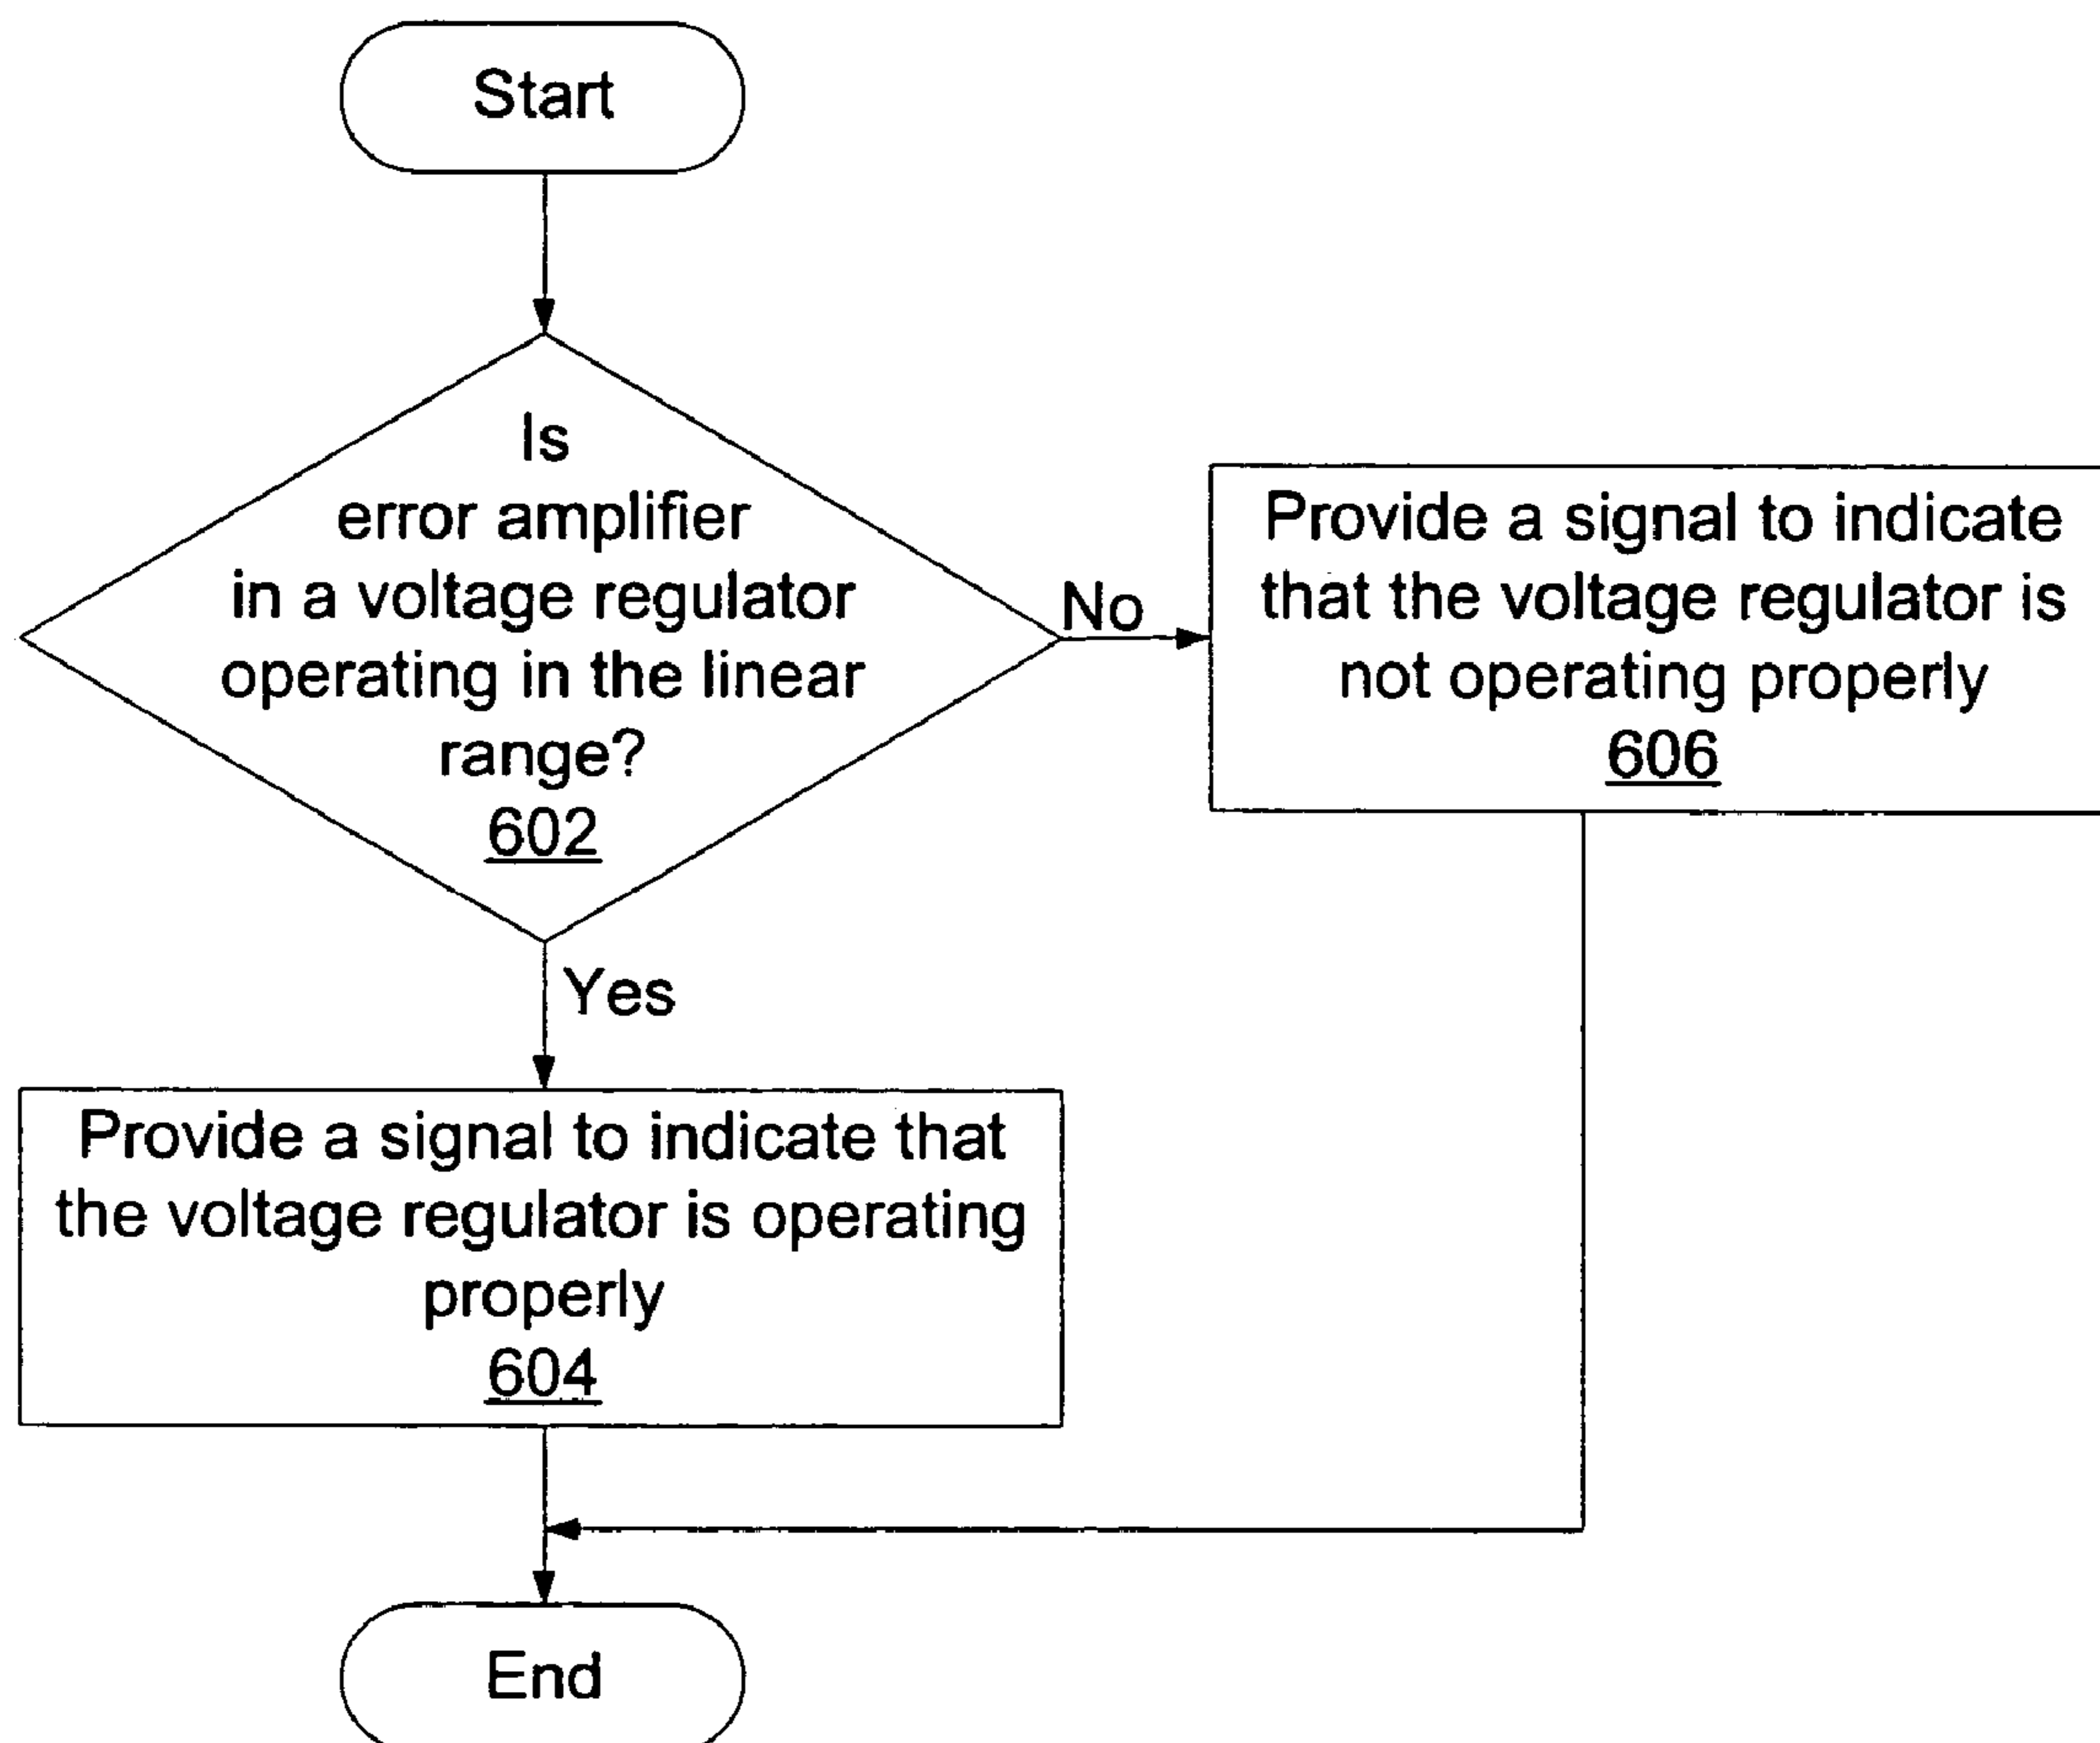 Start
Is
error amplifier
in a voltage regulator
operating in the linear
range?
602
No
Provide a signal to indicate
that the voltage regulator is
not operating properly
606
Yes
Provide a signal to indicate that
the voltage regulator is operating
properly
604
End